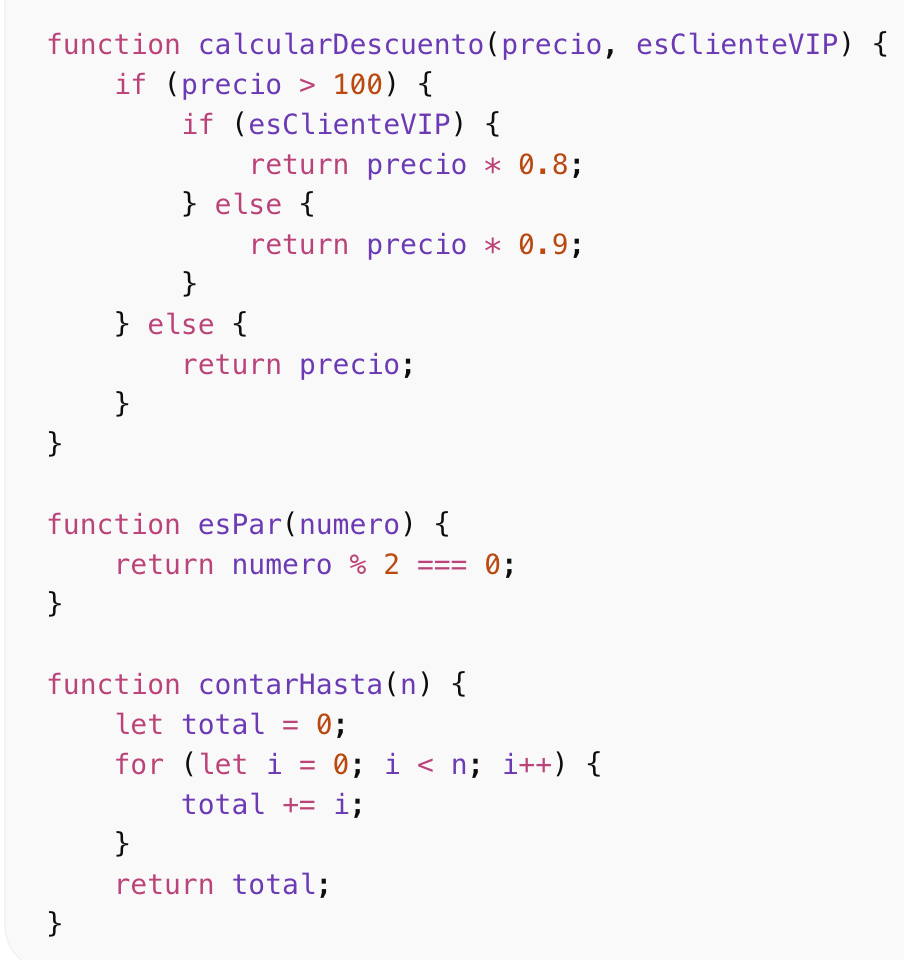 function calcularDescuento(precio, esClienteVIP) {
    if (precio > 100) {
        if (esClienteVIP) {
            return precio * 0.8;
        } else {
            return precio * 0.9;
        }
    } else {
        return precio;
    }
}

function esPar(numero) {
    return numero % 2 === 0;
}

function contarHasta(n) {
    let total = 0;
    for (let i = 0; i < n; i++) {
        total += i;
    }
    return total;
}